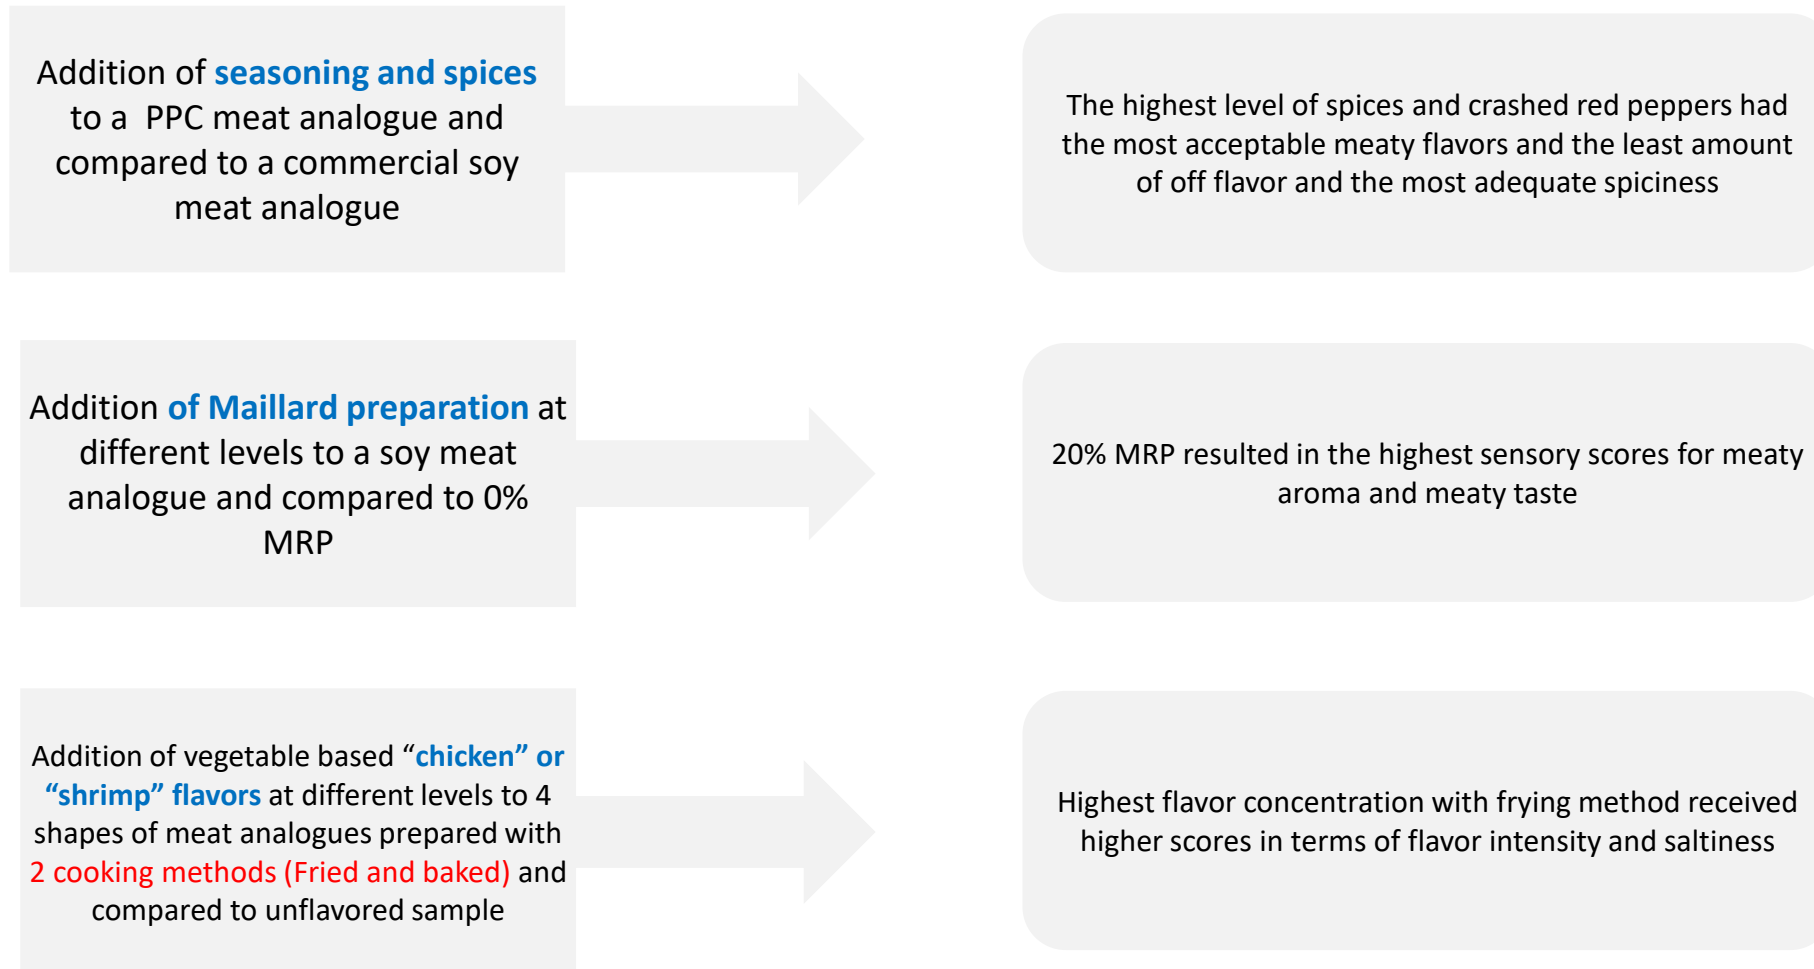 Addition of seasoning and spices
to a PPC meat analogue and
compared to a commercial soy
meat analogue
The highest level of spices and crashed red peppers had
the most acceptable meaty flavors and the least amount
of off flavor and the most adequate spiciness
Addition of Maillard preparation at
different levels to a soy meat
analogue and compared to 0%
MRP
20% MRP resulted in the highest sensory scores for meaty
aroma and meaty taste
Addition of vegetable based “chicken” or
“shrimp” flavors at different levels to 4
shapes of meat analogues prepared with
2 cooking methods (Fried and baked) and
compared to unflavored sample
Highest flavor concentration with frying method received
higher scores in terms of flavor intensity and saltiness